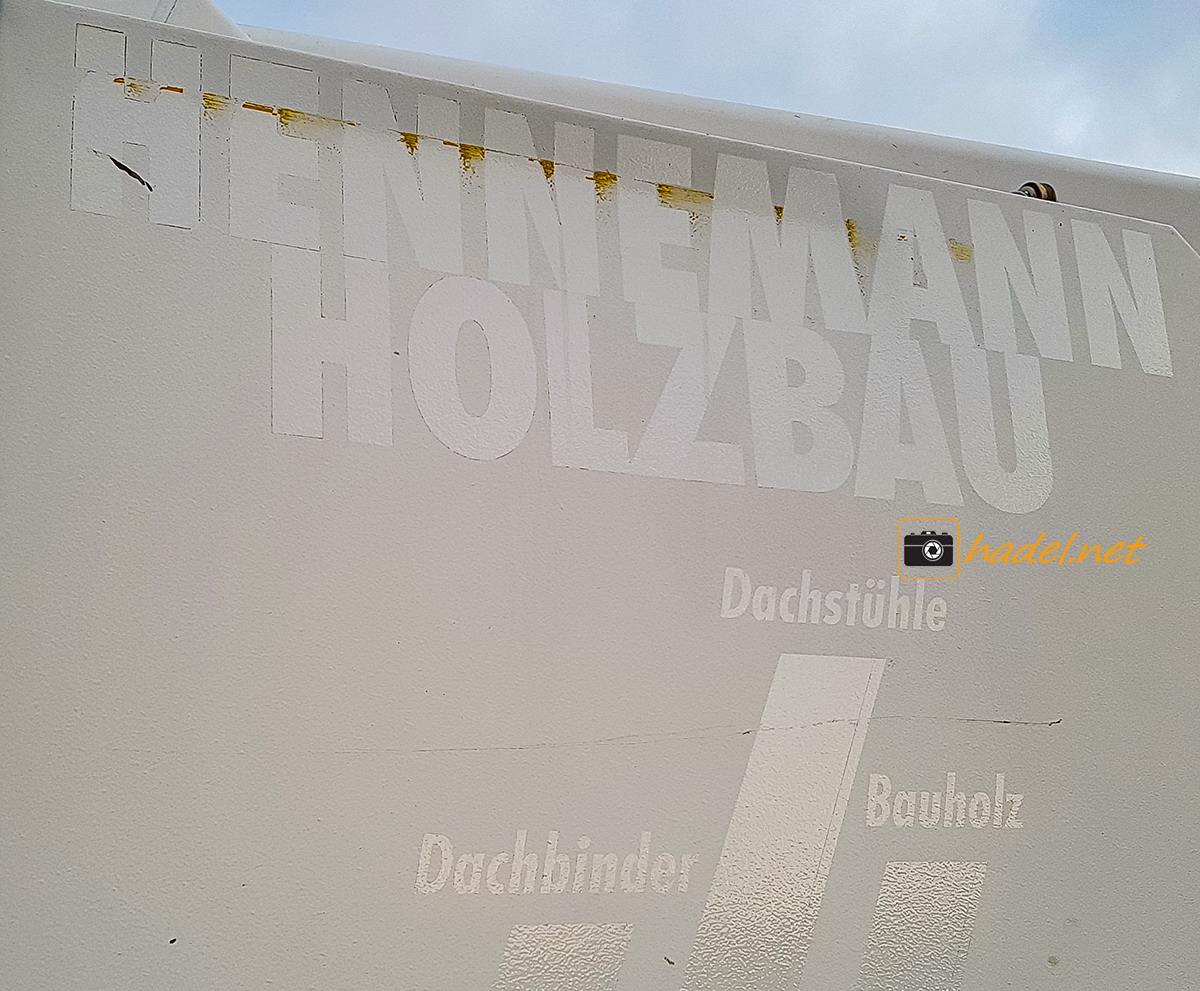 HENNEMANN
HOLZBAU
hadel.net
Dachstühle
Bauholz
Dachbinder